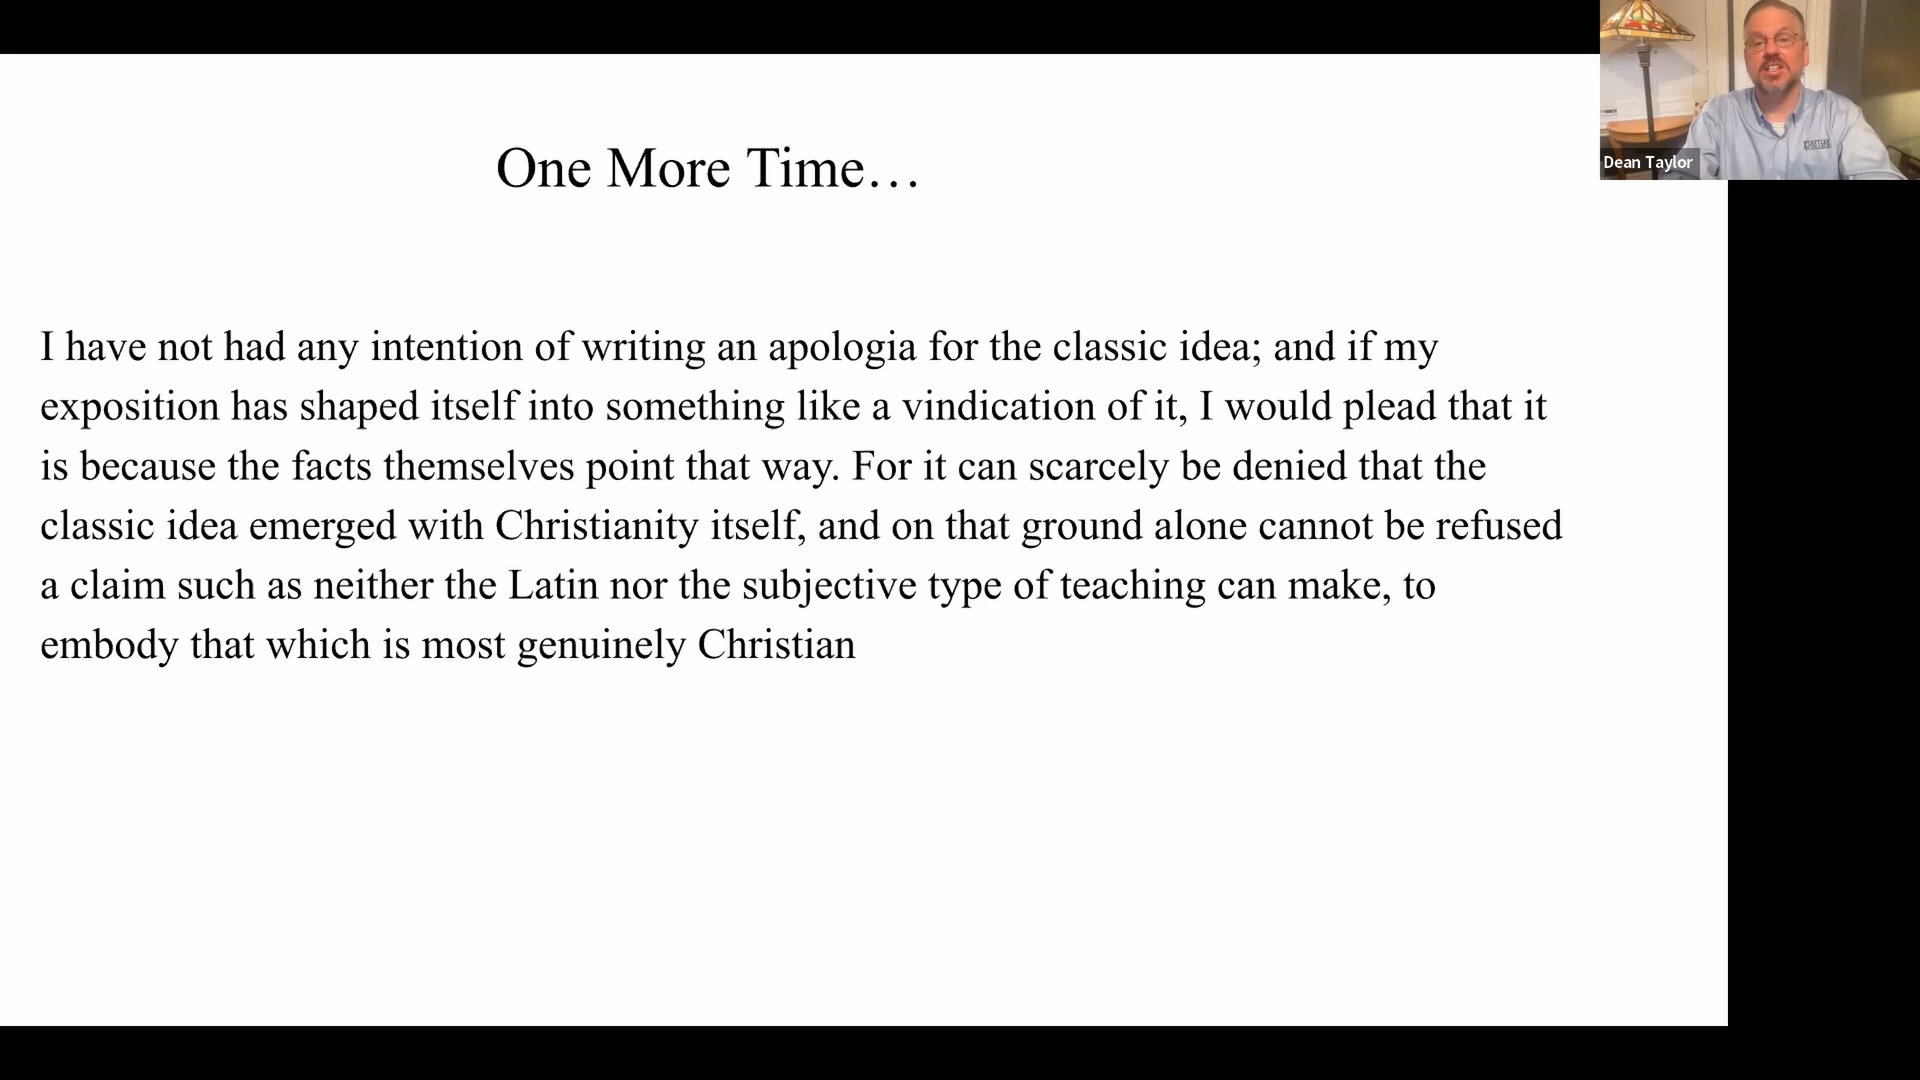 One More Time…
I have not had any intention of writing an apologia for the classic idea; and if my
exposition has shaped itself into something like a vindication of it, I would plead that it
is because the facts themselves point that way. For it can scarcely be denied that the
classic idea emerged with Christianity itself, and on that ground alone cannot be refused
a claim such as neither the Latin nor the subjective type of teaching can make, to
embody that which is most genuinely Christian
Dean Taylor